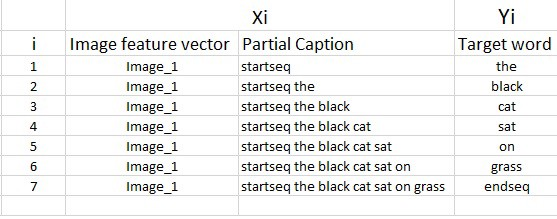 Xi Yi
i Image feature vector Partial Caption Target word
1 Image_1 startseq the
2 Image_1 startseq the black
3 Image_1 startseq the black cat
4 Image_1 startseq the black cat sat
5 Image_1 startseq the black cat sat on
6 Image_1 startseq the black cat sat on grass
7 Image_1 startseq the black cat sat on grass endseq